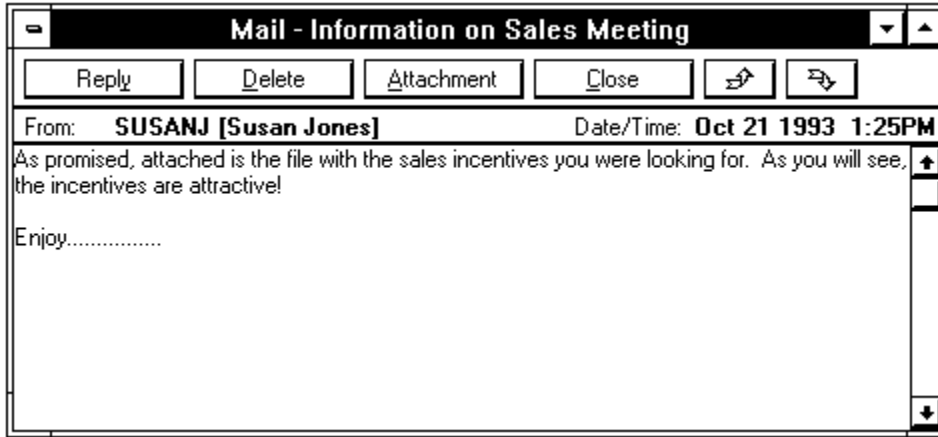 Mail - Information on Sales Meeting
Reply Delete Attachment Close
From: SUSANJ [Susan Jones] Date/Time: Oct 21 1993 1:25PM
As promised, attached is the file with the sales incentives you were looking for. As you will see,
the incentives are attractive!
Enjoy................